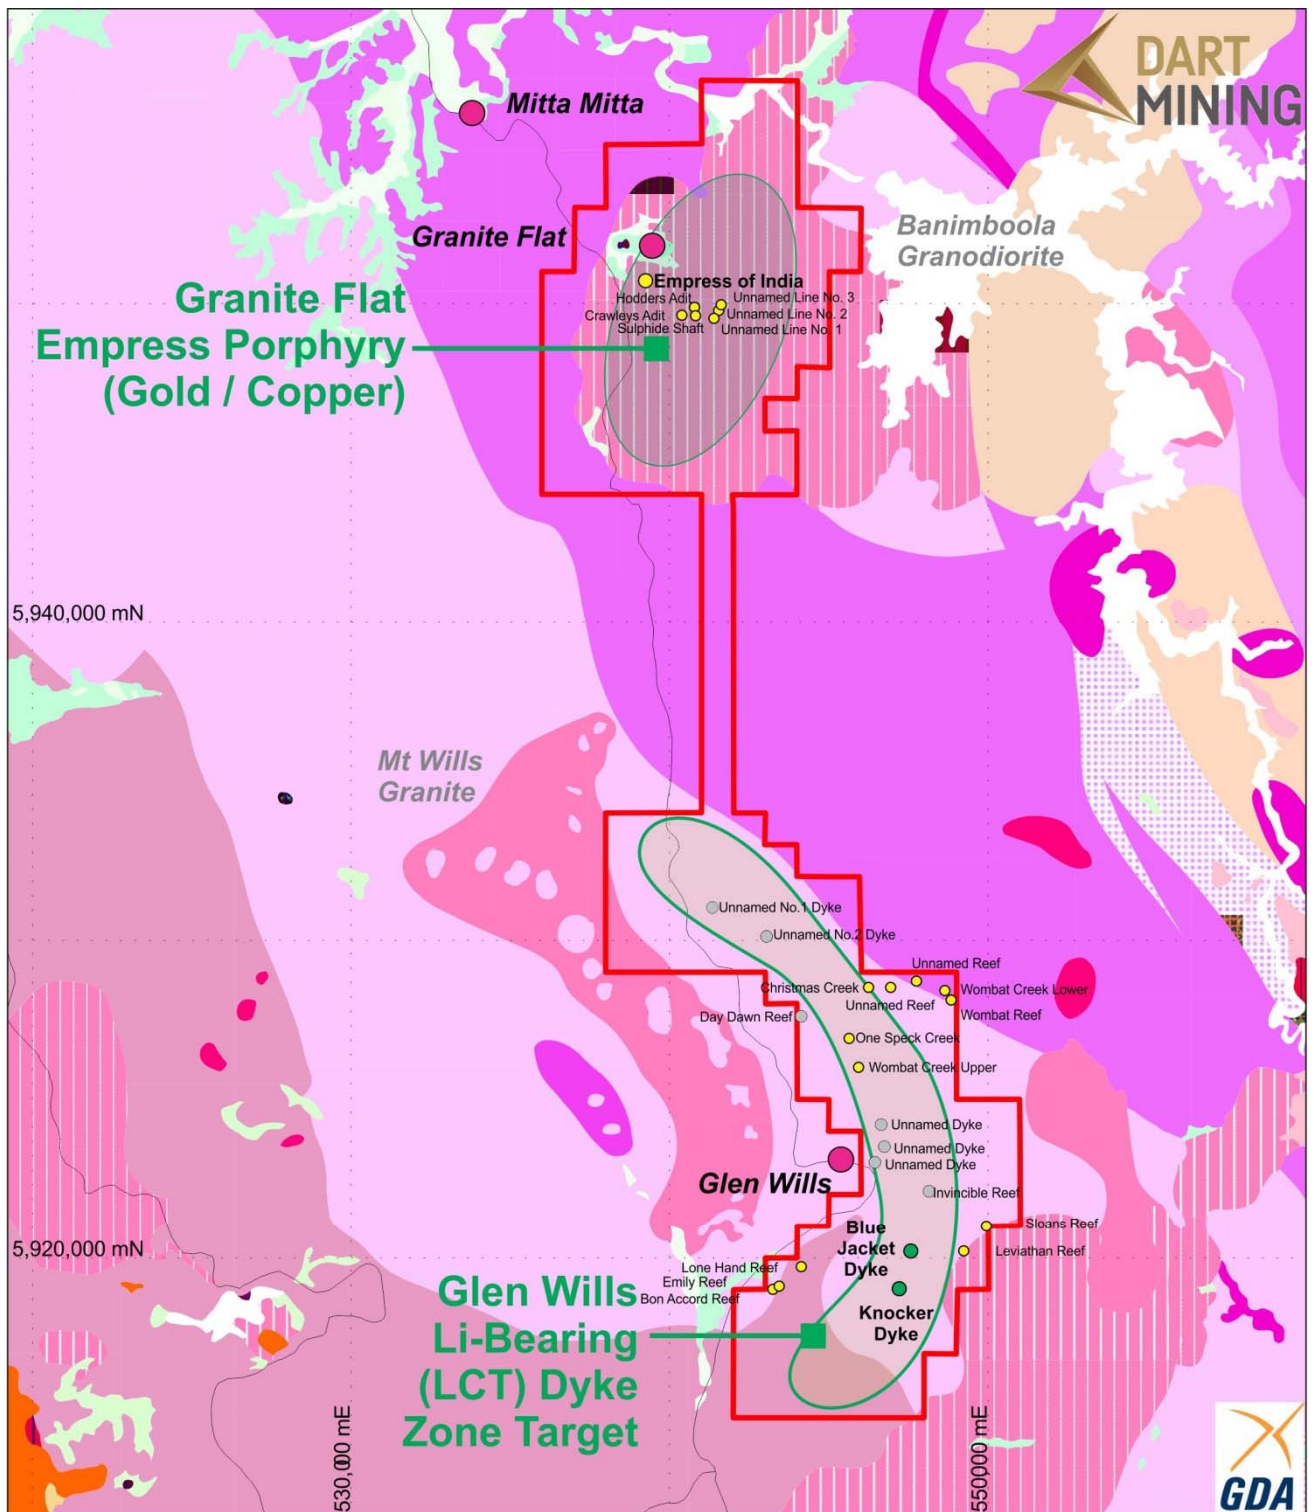 DART
MINING
Mitta Mitta
Granite Flat
Banimboola
Granodiorite
Empress of India
Granite Flat
Empress Porphyry
(Gold / Copper)
Hodders Adit
Unnamed Line No. 3
Crawleys Adit
Unnamed Line No. 2
Sulphide Shaft
Unnamed Line No. 1
5,940,000 mN
Mt Wills
Granite
Unnamed No.1 Dyke
Unnamed No.2 Dyke
Unnamed Reef
Christmas Creek
Wombat Creek Lower
Unnamed Reef
Wombat Reef
Day Dawn Reef
One Speck Creek
Wombat Creek Upper
Unnamed Dyke
Unnamed Dyke
Unnamed Dyke
Glen Wills
Invincible Reef
Sloans Reef
Blue
Jacket
Dyke
Leviathan Reef
5,920,000 mN
Lone Hand Reef
Emily Reef
Bon Accord Reef
Knocker
Dyke
Glen Wills
Li-Bearing
(LCT) Dyke
Zone Target
550000 mE
GDA